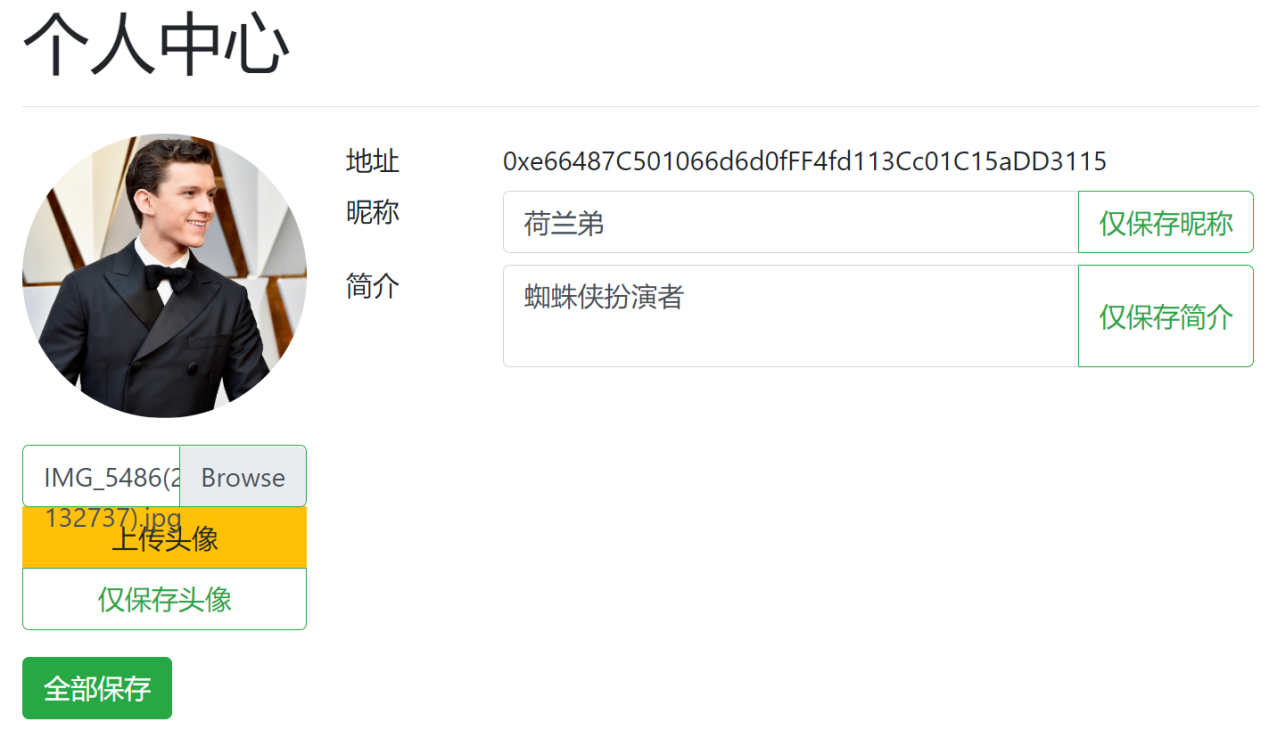 个人中心
地址
0xe66487C501066d6d0fFF4fd113Cc01C15aDD3115
昵称
荷兰弟
仅保存昵称
简介
蜘蛛侠扮演者
仅保存简介
IMG_5486(2
Browse
132737).jpg
上传头像
仅保存头像
全部保存